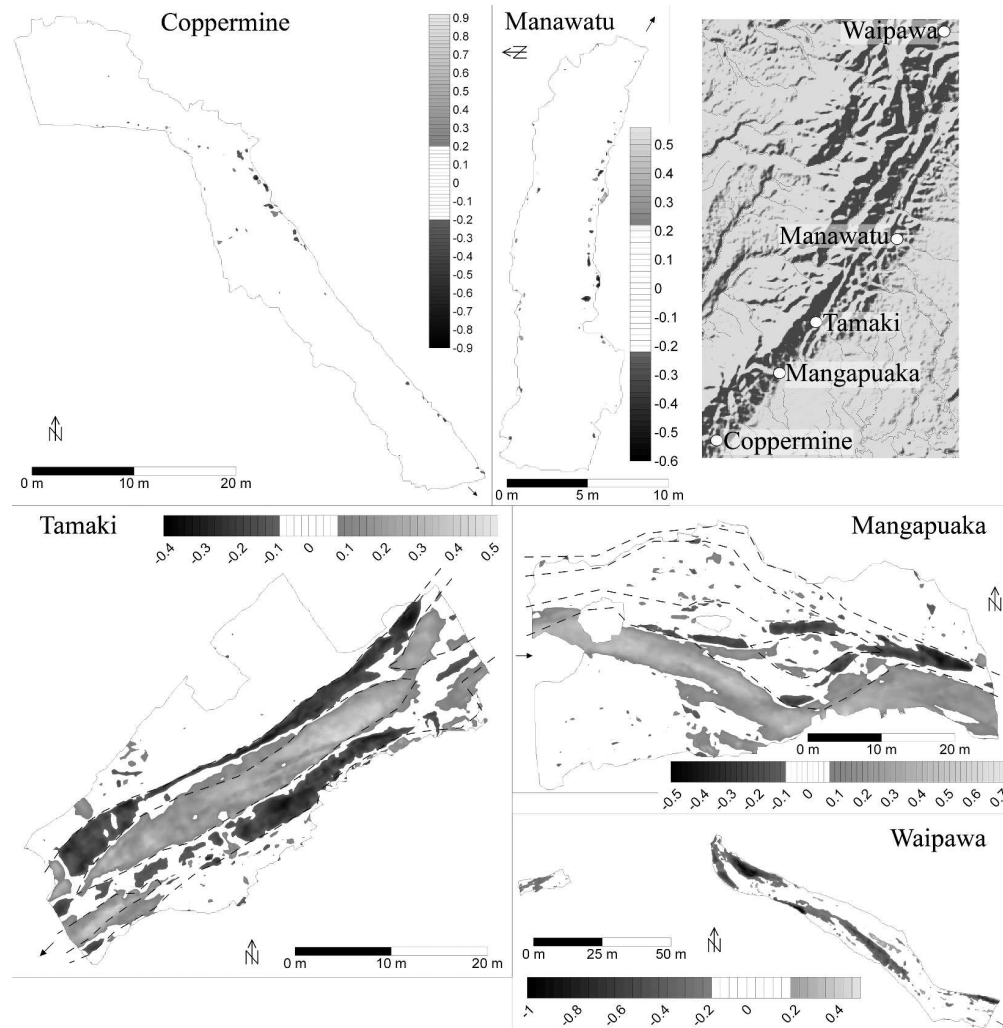 Coppermine
0.9
0.8
0.7
0.6
0.5
0.4
0.3
0.2
0.1
0
-0.1
-0.2
-0.3
-0.4
-0.5
-0.6
-0.7
-0.8
-0.9
N
0 m 10 m 20 m
Manawatu
N
0.5
0.4
0.3
0.2
0.1
0
-0.1
-0.2
-0.3
-0.4
-0.5
-0.6
0 m 5 m 10 m
Waipawa
Manawatu
Tamaki
Mangapuaka
Coppermine
Tamaki
-0.4 -0.3 -0.2 -0.1 0 0.1 0.2 0.3 0.4 0.5
N
0 m 10 m 20 m
Mangapuaka
N
0 m 10 m 20 m
-0.5 -0.4 -0.3 -0.2 -0.1 0 0.1 0.2 0.3 0.4 0.5 0.6 0.7
Waipawa
N
0 m 25 m 50 m
-1 -0.8 -0.6 -0.4 -0.2 0 0.2 0.4